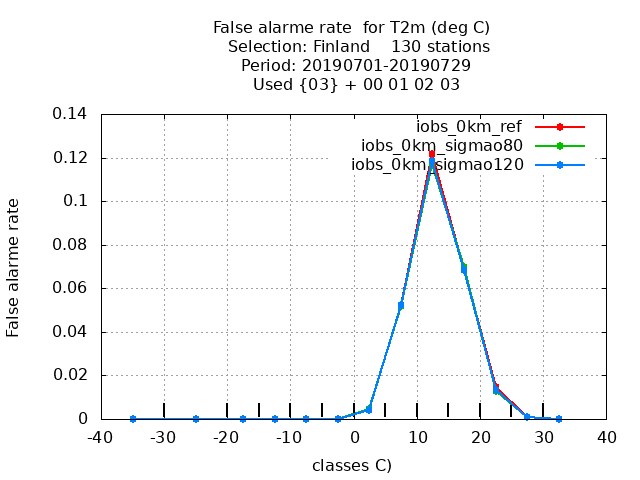 False alarme rate  for T2m (deg C)
Selection: Finland    130 stations
Period: 20190701-20190729
Used {03} + 00 01 02 03
0.14
iobs_0km_ref
iobs_0km_sigmao80
0.12
iobs_0km_sigmao120
0.1
0.08
0.06
0.04
0.02
0
False alarme rate
-40 -30 -20 -10 0 10 20 30 40
classes C)